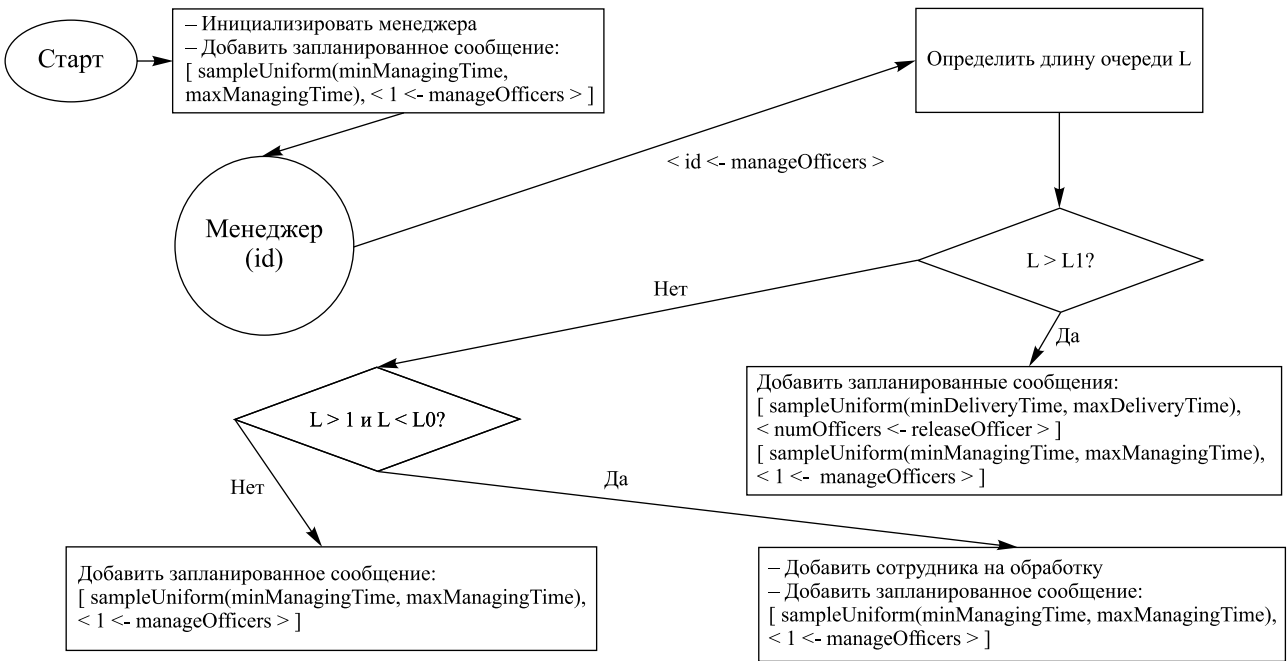 Старт
– Инициализировать менеджера
– Добавить запланированное сообщение:
[ sampleUniform(minManagingTime,
maxManagingTime), < 1 <- manageOfficers > ]
Определить длину очереди L
< id <- manageOfficers >
Менеджер
(id)
L > L1?
Нет
Да
Добавить запланированные сообщения:
[ sampleUniform(minDeliveryTime, maxDeliveryTime),
< numOfficers <- releaseOfficer > ]
[ sampleUniform(minManagingTime, maxManagingTime),
< 1 <- manageOfficers > ]
L > 1 и L < L0?
Нет
Да
Добавить запланированное сообщение:
[ sampleUniform(minManagingTime, maxManagingTime),
< 1 <- manageOfficers > ]
– Добавить сотрудника на обработку
– Добавить запланированное сообщение:
[ sampleUniform(minManagingTime, maxManagingTime),
< 1 <- manageOfficers > ]